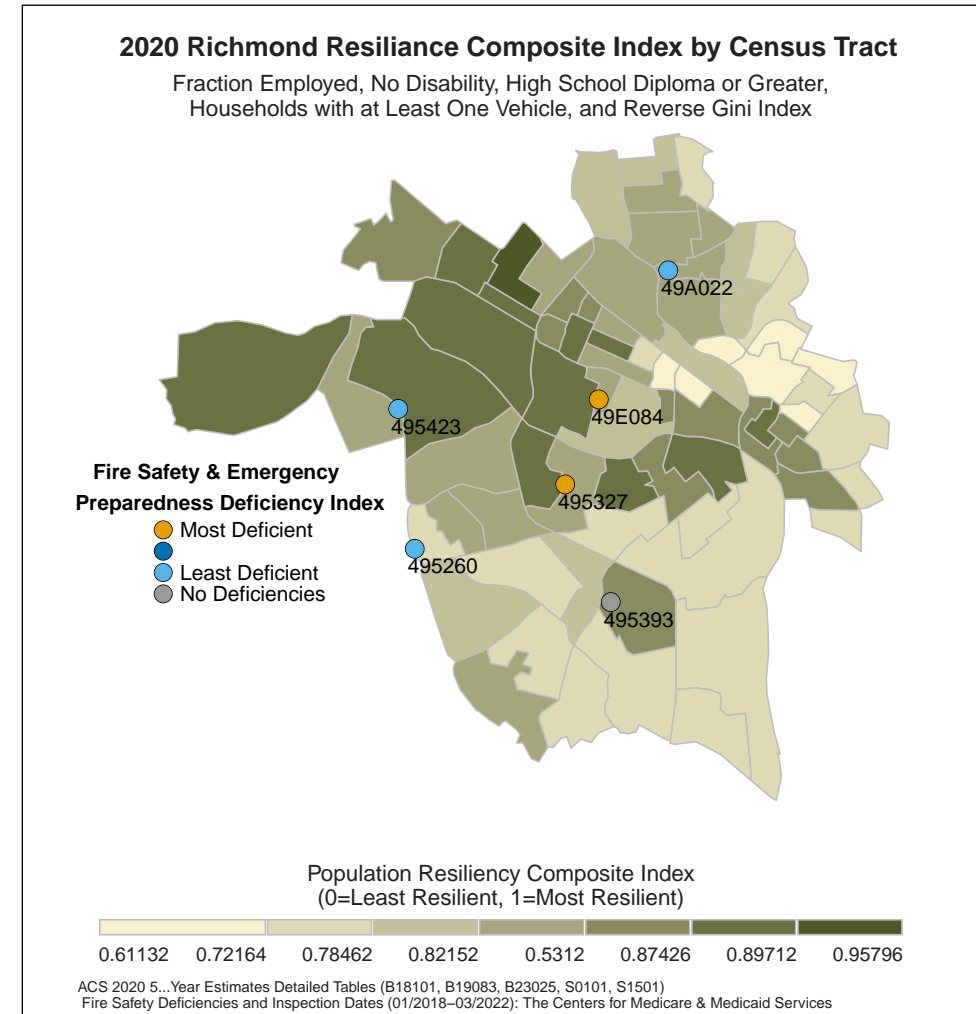 2020 Richmond Resiliance Composite Index by Census Tract
Fraction Employed, No Disability, High School Diploma or Greater,
Households with at Least One Vehicle, and Reverse Gini Index
49A022
495423
49E084
Fire Safety & Emergency
Preparedness Deficiency Index
495327
Most Deficient
495260
Least Deficient
No Deficiencies
495393
Population Resiliency Composite Index
(0=Least Resilient, 1=Most Resilient)
0.61132 0.72164 0.78462 0.82152 0.5312 0.87426 0.89712 0.95796
ACS 2020 5...Year Estimates Detailed Tables (B18101, B19083, B23025, S0101, S1501)
Fire Safety Deficiencies and Inspection Dates (01/2018–03/2022): The Centers for Medicare & Medicaid Services